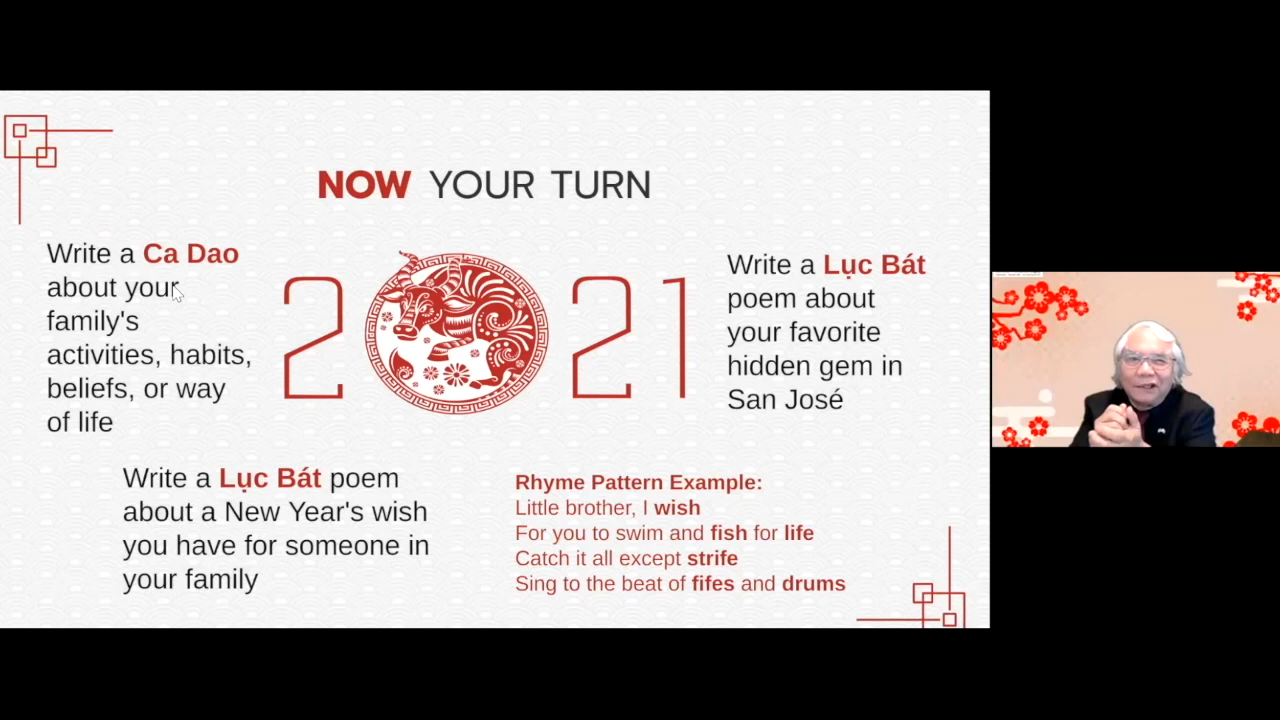 NOW YOUR TURN
Write a Ca Dao
about your
family's
activities, habits,
beliefs, or way
of life
2 21
Write a Lục Bát
poem about
your favorite
hidden gem in
San José
Write a Lục Bát poem
about a New Year's wish
you have for someone in
your family
Rhyme Pattern Example:
Little brother, I wish
For you to swim and fish for life
Catch it all except strife
Sing to the beat of fifes and drums